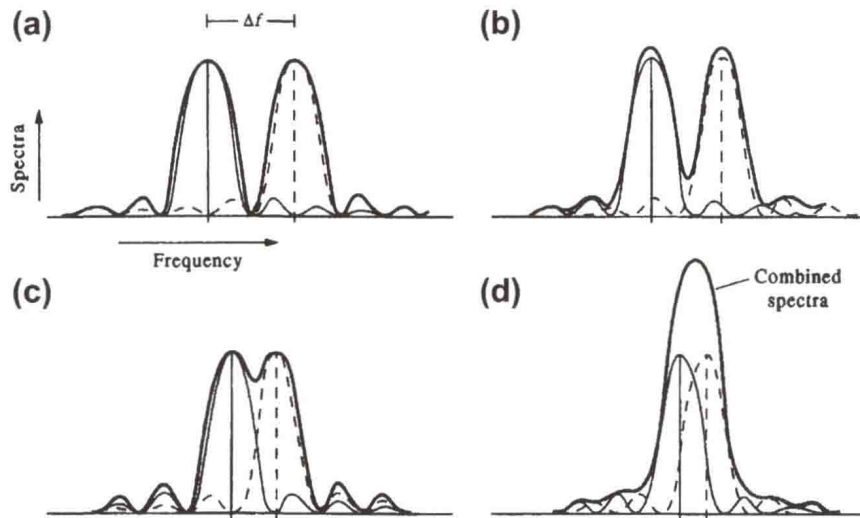 (a)
Δf
Spectra
Frequency
(b)
(c)
(d)
Combined
spectra